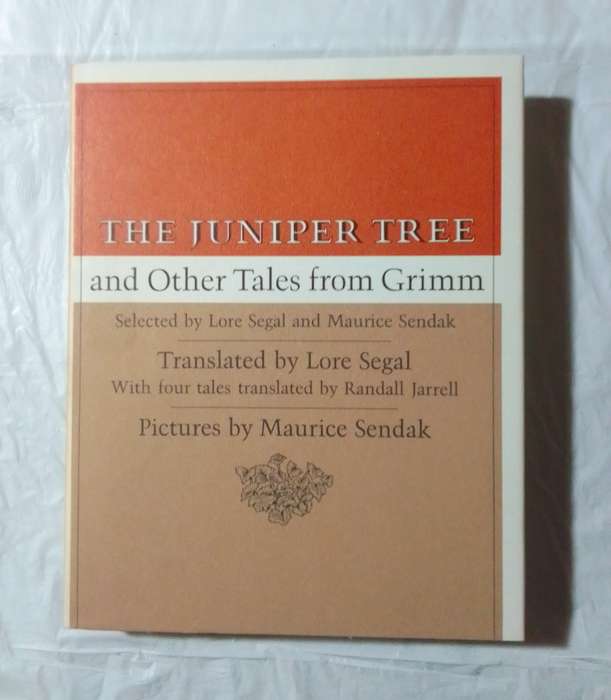 THE JUNIPER TREE
and Other Tales from Grimm
Selected by Lore Segal and Maurice Sendak
Translated by Lore Segal
With four tales translated by Randall Jarrell
Pictures by Maurice Sendak